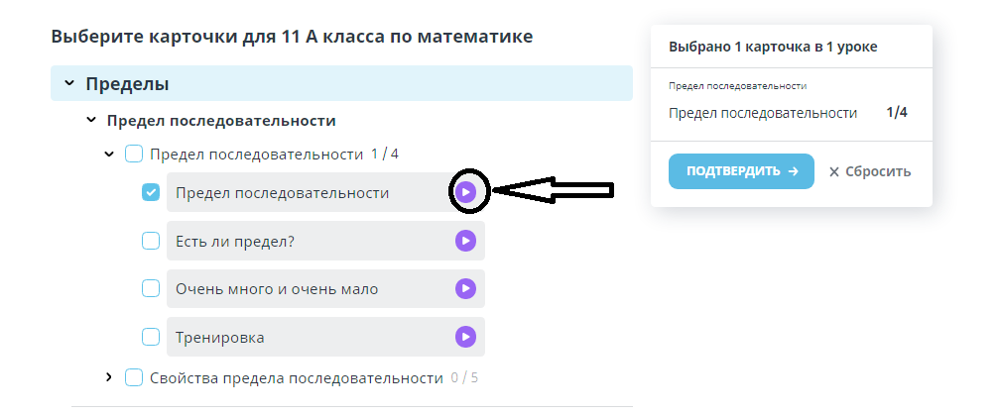 Выберите карточки для 11 А класса по математике
Пределы
Предел последовательности
Предел последовательности 1 / 4
Предел последовательности
Есть ли предел?
Очень много и очень мало
Тренировка
Свойства предела последовательности 0 / 5
Выбрано 1 карточка в 1 уроке
Предел последовательности
Предел последовательности 1/4
ПОДТВЕРДИТЬ → × Сбросить